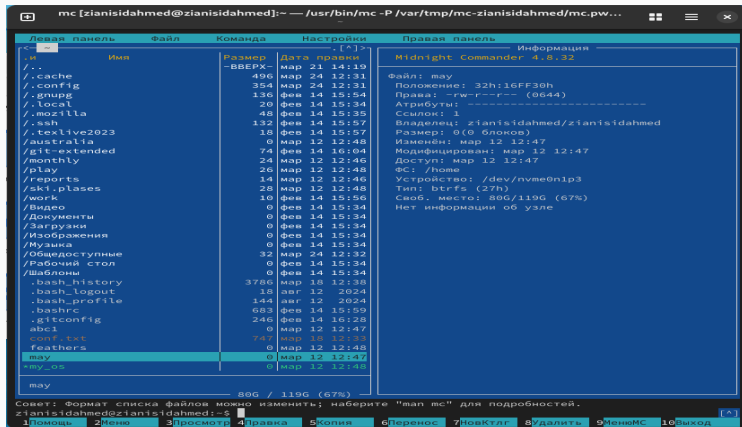 mc [zianisidahmed@zianisidahmed]:~ — /usr/bin/mc -P /var/tmp/mc-zianisidahmed/mc.pw...
Левая панель Файл Команда Настройки Правая панель
<— ~ .[^]>
.и Имя Размер Дата правки
/.. -ВВЕРХ- мар 21 14:19
/.cache 496 мар 24 12:31
/.config 354 мар 24 12:31
/.gnupg 136 фев 14 15:54
/.local 20 фев 14 15:34
/.mozilla 48 фев 14 15:35
/.ssh 132 фев 14 15:57
/.texlive2023 18 фев 14 15:57
/australia 0 мар 12 12:48
/git-extended 74 фев 14 16:04
/monthly 24 мар 12 12:46
/play 26 мар 12 12:48
/reports 14 мар 12 12:46
/ski.plases 28 мар 12 12:48
/work 10 фев 14 15:56
/Видео 0 фев 14 15:34
/Документы 0 фев 14 15:34
/Загрузки 0 фев 14 15:34
/Изображения 0 фев 14 15:34
/Музыка 0 фев 14 15:34
/Общедоступные 32 мар 24 12:32
/Рабочий стол 0 фев 14 15:34
/Шаблоны 0 фев 14 15:34
.bash_history 3786 мар 18 12:38
.bash_logout 18 авг 12 2024
.bash_profile 144 авг 12 2024
.bashrc 683 фев 14 15:59
.gitconfig 246 фев 14 16:28
abc1 0 мар 12 12:47
conf.txt 747 мар 18 12:33
feathers 0 мар 12 12:48
may 0 мар 12 12:47
*my_os 0 мар 12 12:48
may
80G / 119G (67%)
Информация
Midnight Commander 4.8.32
Файл: may
Положение: 32h:16FF30h
Права: -rw-r--r-- (0644)
Атрибуты: -------------------------
Ссылок: 1
Владелец: zianisidahmed/zianisidahmed
Размер: 0(0 блоков)
Изменён: мар 12 12:47
Модифицирован: мар 12 12:47
Доступ: мар 12 12:47
ФС: /home
Устройство: /dev/nvme0n1p3
Тип: btrfs (27h)
Своб. место: 80G/119G (67%)
Нет информации об узле
Совет: Формат списка файлов можно изменить; наберите "man mc" для подробностей.
zianisidahmed@zianisidahmed:~$ [^]
1Помощь 2Меню 3Просмотр 4Правка 5Копия 6Перенос 7НовКтлг 8Удалить 9МенюМС 10Выход